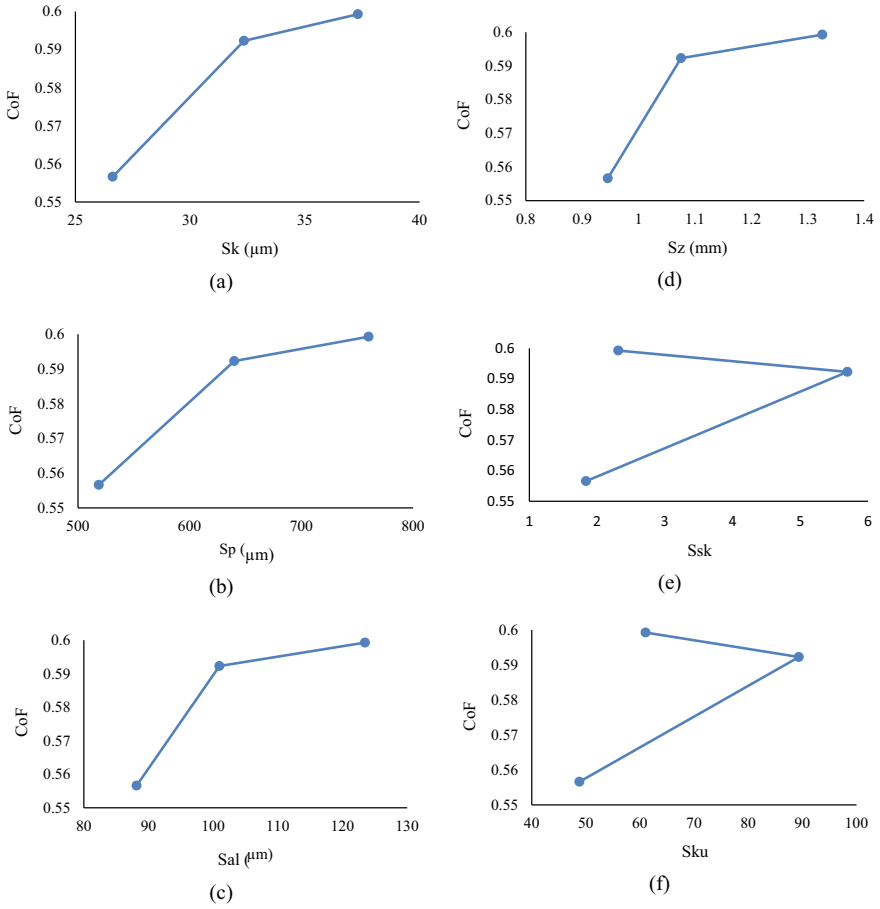 0.6
0.59
0.58
0.57
0.56
0.55
25 30 35 40
CoF
Sk (µm)
(a)
0.6
0.59
0.58
0.57
0.56
0.55
0.8 0.9 1 1.1 1.2 1.3 1.4
CoF
Sz (mm)
(d)
0.6
0.59
0.58
0.57
0.56
0.55
500 600 700 800
CoF
Sp (µm)
(b)
0.6
0.59
0.58
0.57
0.56
0.55
1 2 3 4 5 6
CoF
Ssk
(e)
0.6
0.59
0.58
0.57
0.56
0.55
80 90 100 110 120 130
CoF
Sal (µm)
(c)
0.6
0.59
0.58
0.57
0.56
0.55
40 50 60 70 80 90 100
CoF
Sku
(f)